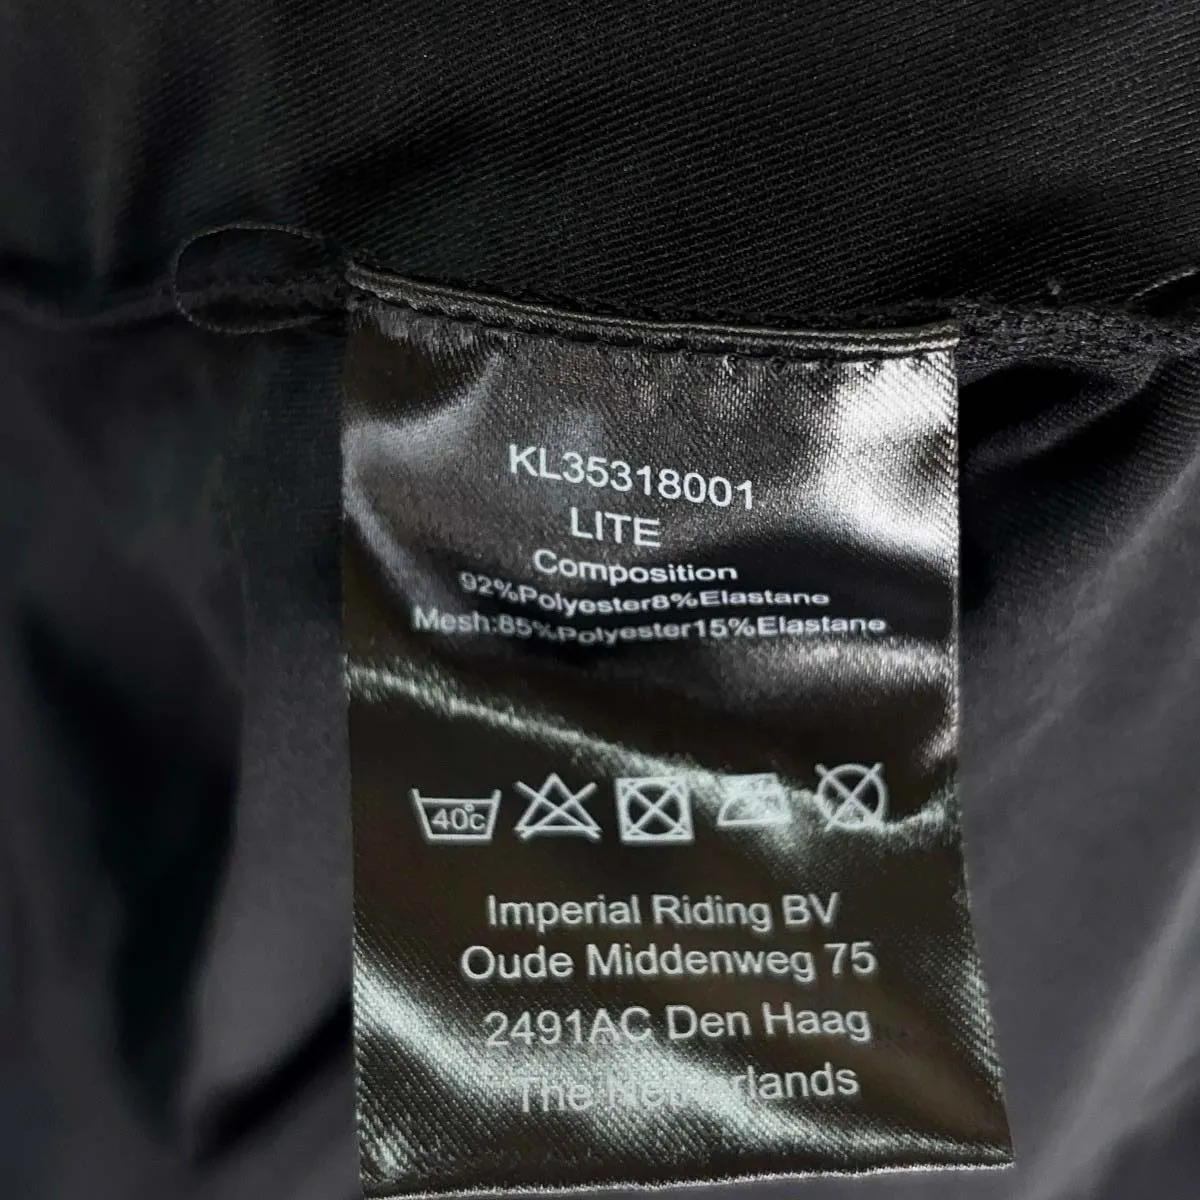 KL35318001
LITE
Composition
92%Polyester8%Elastane
Mesh:85%Polyester15%Elastane
40°c
Imperial Riding BV
Oude Middenweg 75
2491AC Den Haag
The Netherlands